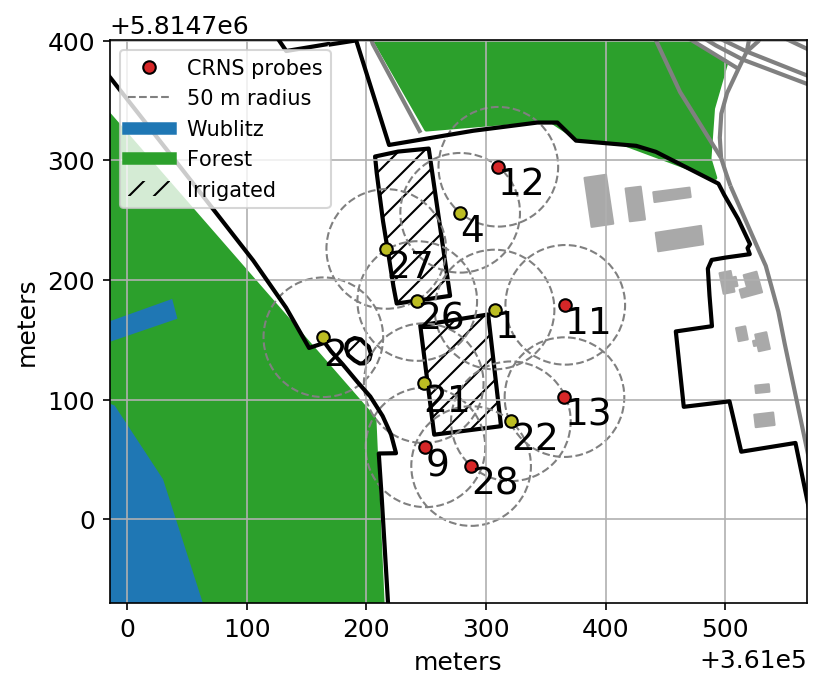 +5.8147e6
400
300
200
100
0
meters
CRNS probes
50 m radius
Wublitz
Forest
Irrigated
12
4
27
26
1
11
21
13
22
9
28
0
100
200
300
400
500
meters
+3.61e5